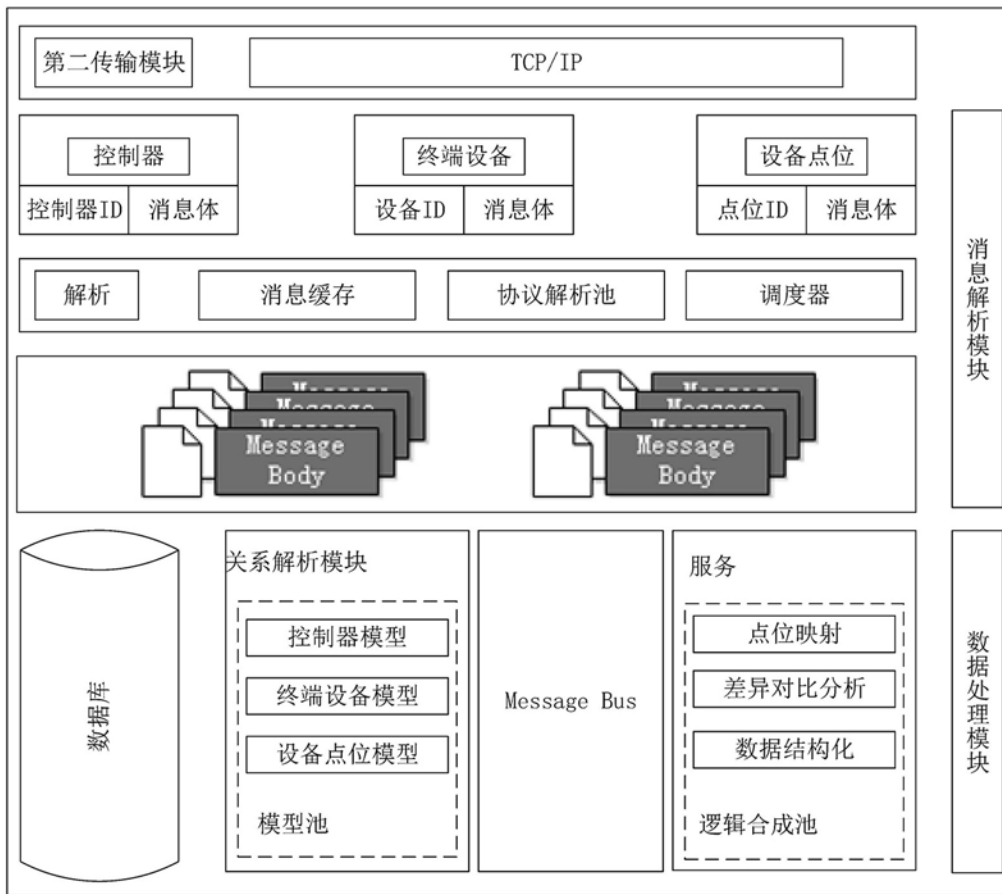 第二传输模块
TCP/IP
控制器
控制器ID
消息体
终端设备
设备ID
消息体
设备点位
点位ID
消息体
解析
消息缓存
协议解析池
调度器
消息解析模块
Message
Message
Message
Message
Body
Message
Message
Message
Message
Body
数据库
关系解析模块
控制器模型
终端设备模型
设备点位模型
模型池
Message Bus
服务
点位映射
差异对比分析
数据结构化
逻辑合成池
数据处理模块